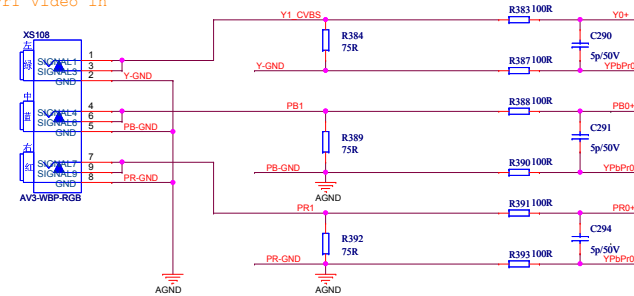 Video in
XS108
左
绿
SIGNAL1 1
SIGNAL3 3
GND 2
Y-GND
中
蓝
SIGNAL4 4
SIGNAL6 6
GND 5
PB-GND
右
红
SIGNAL7 7
SIGNAL9 9
GND 8
PR-GND
AV3-WBP-RGB
AGND
Y1_CVBS
R384
75R
Y-GND
R383 100R
R387 100R
Y0+
C290
5p/50V
YPbPr0
PB1
R389
75R
PB-GND
AGND
R388 100R
R390 100R
PB0+
C291
5p/50V
YPbPr0
PR1
R392
75R
PR-GND
AGND
R391 100R
R393 100R
PR0+
C294
5p/50V
YPbPr0